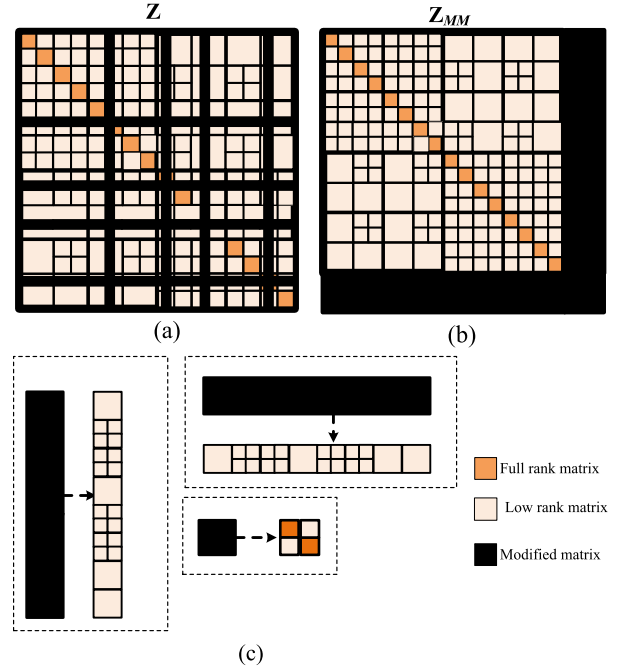 Z
Z_MM
(a)
(b)
Full rank matrix
Low rank matrix
Modified matrix
(c)